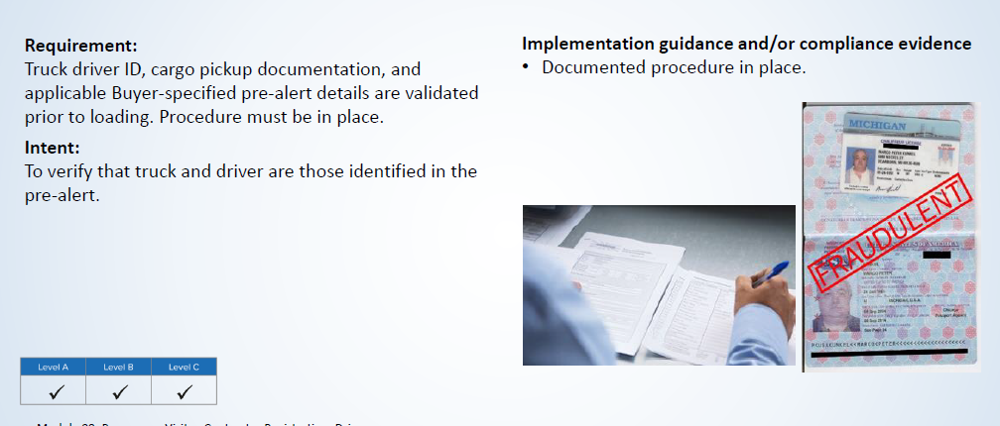 Requirement:
Truck driver ID, cargo pickup documentation, and
applicable Buyer-specified pre-alert details are validated
prior to loading. Procedure must be in place.
Intent:
To verify that truck and driver are those identified in the
pre-alert.
Level A Level B Level C
✓ ✓ ✓
Implementation guidance and/or compliance evidence
• Documented procedure in place.
MICHIGAN
FRAUDULENT